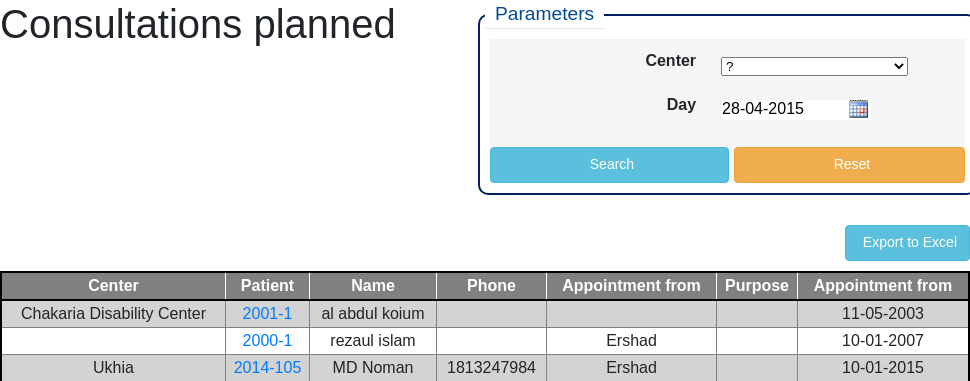 Consultations planned
Parameters
Center ?
Day 28-04-2015
Search Reset
Export to Excel
Center Patient Name Phone Appointment from Purpose Appointment from
Chakaria Disability Center 2001-1 al abdul koium 11-05-2003
2000-1 rezaul islam Ershad 10-01-2007
Ukhia 2014-105 MD Noman 1813247984 Ershad 10-01-2015